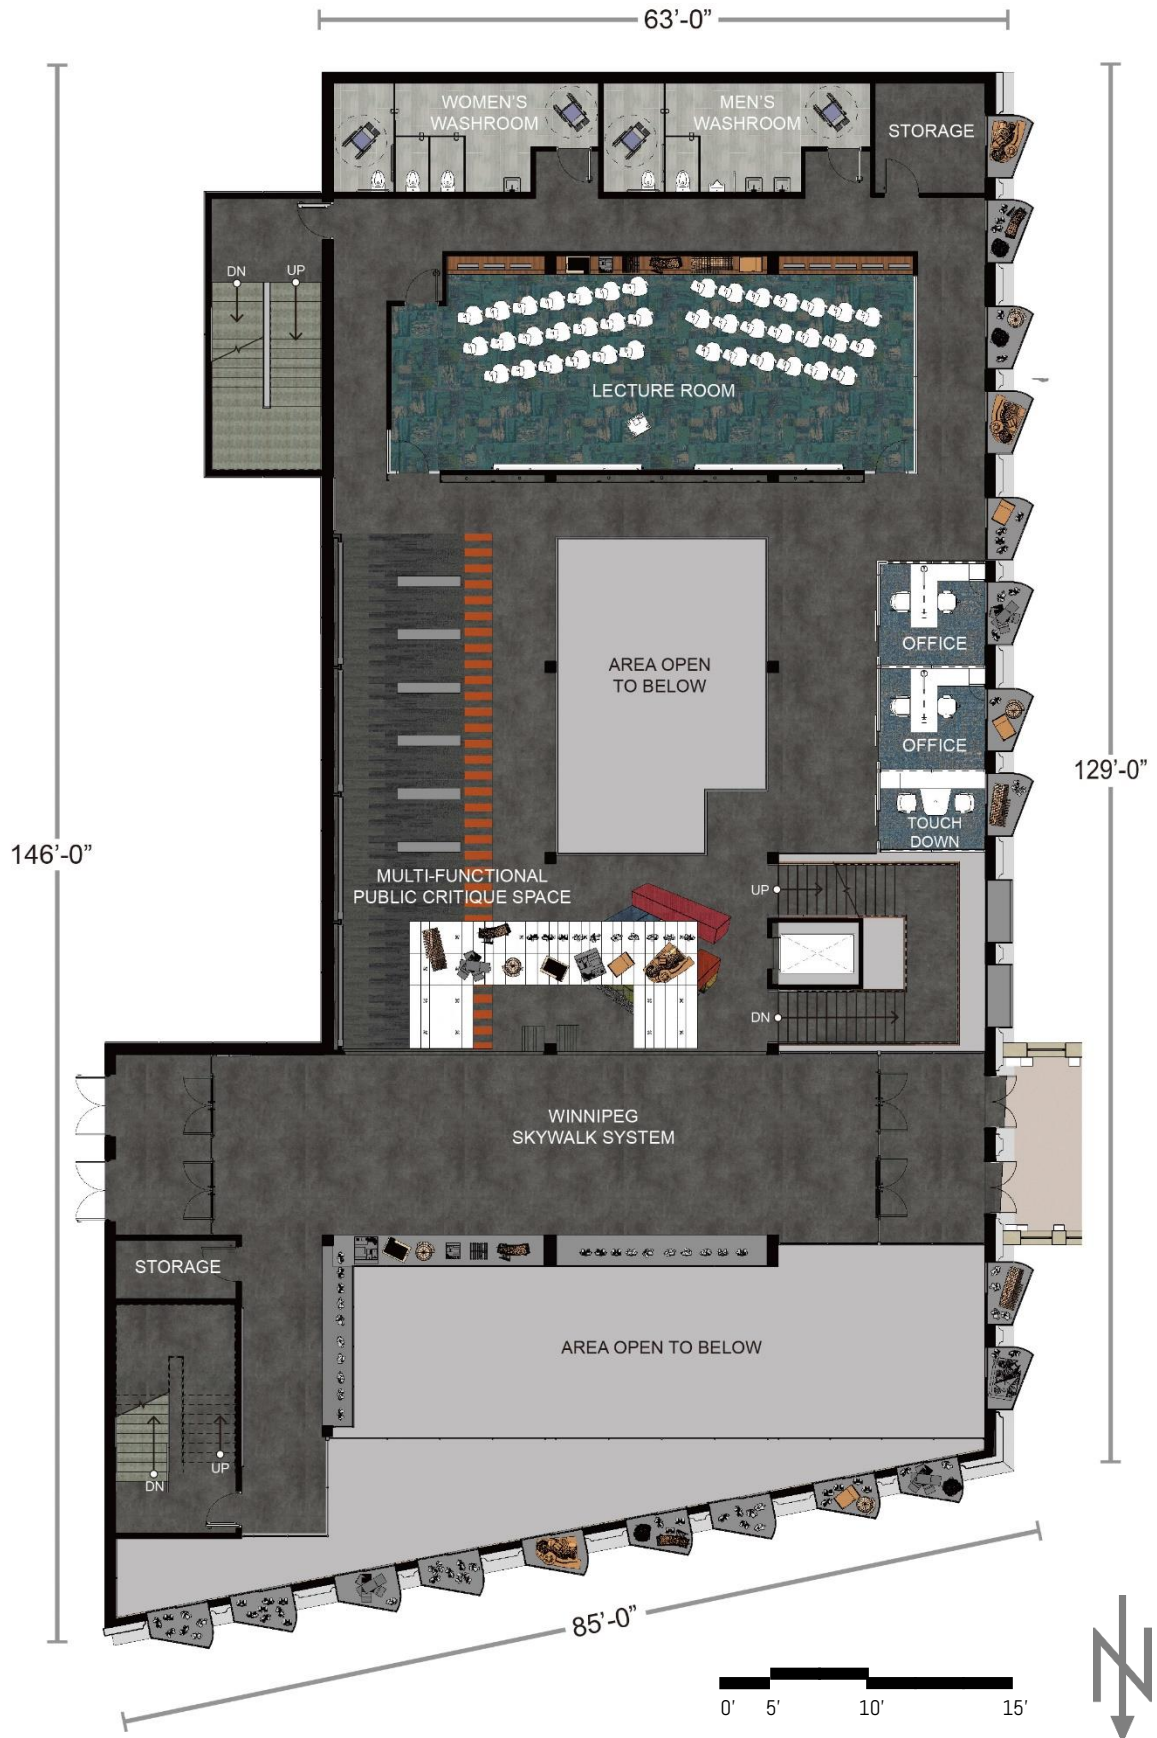 63'-0"
WOMEN'S
WASHROOM
MEN'S
WASHROOM
STORAGE
DN
UP
LECTURE ROOM
AREA OPEN
TO BELOW
OFFICE
OFFICE
TOUCH
DOWN
129'-0"
146'-0"
MULTI-FUNCTIONAL
PUBLIC CRITIQUE SPACE
UP
DN
WINNIPEG
SKYWALK SYSTEM
STORAGE
AREA OPEN TO BELOW
UP
DN
85'-0"
0' 5' 10' 15'
N